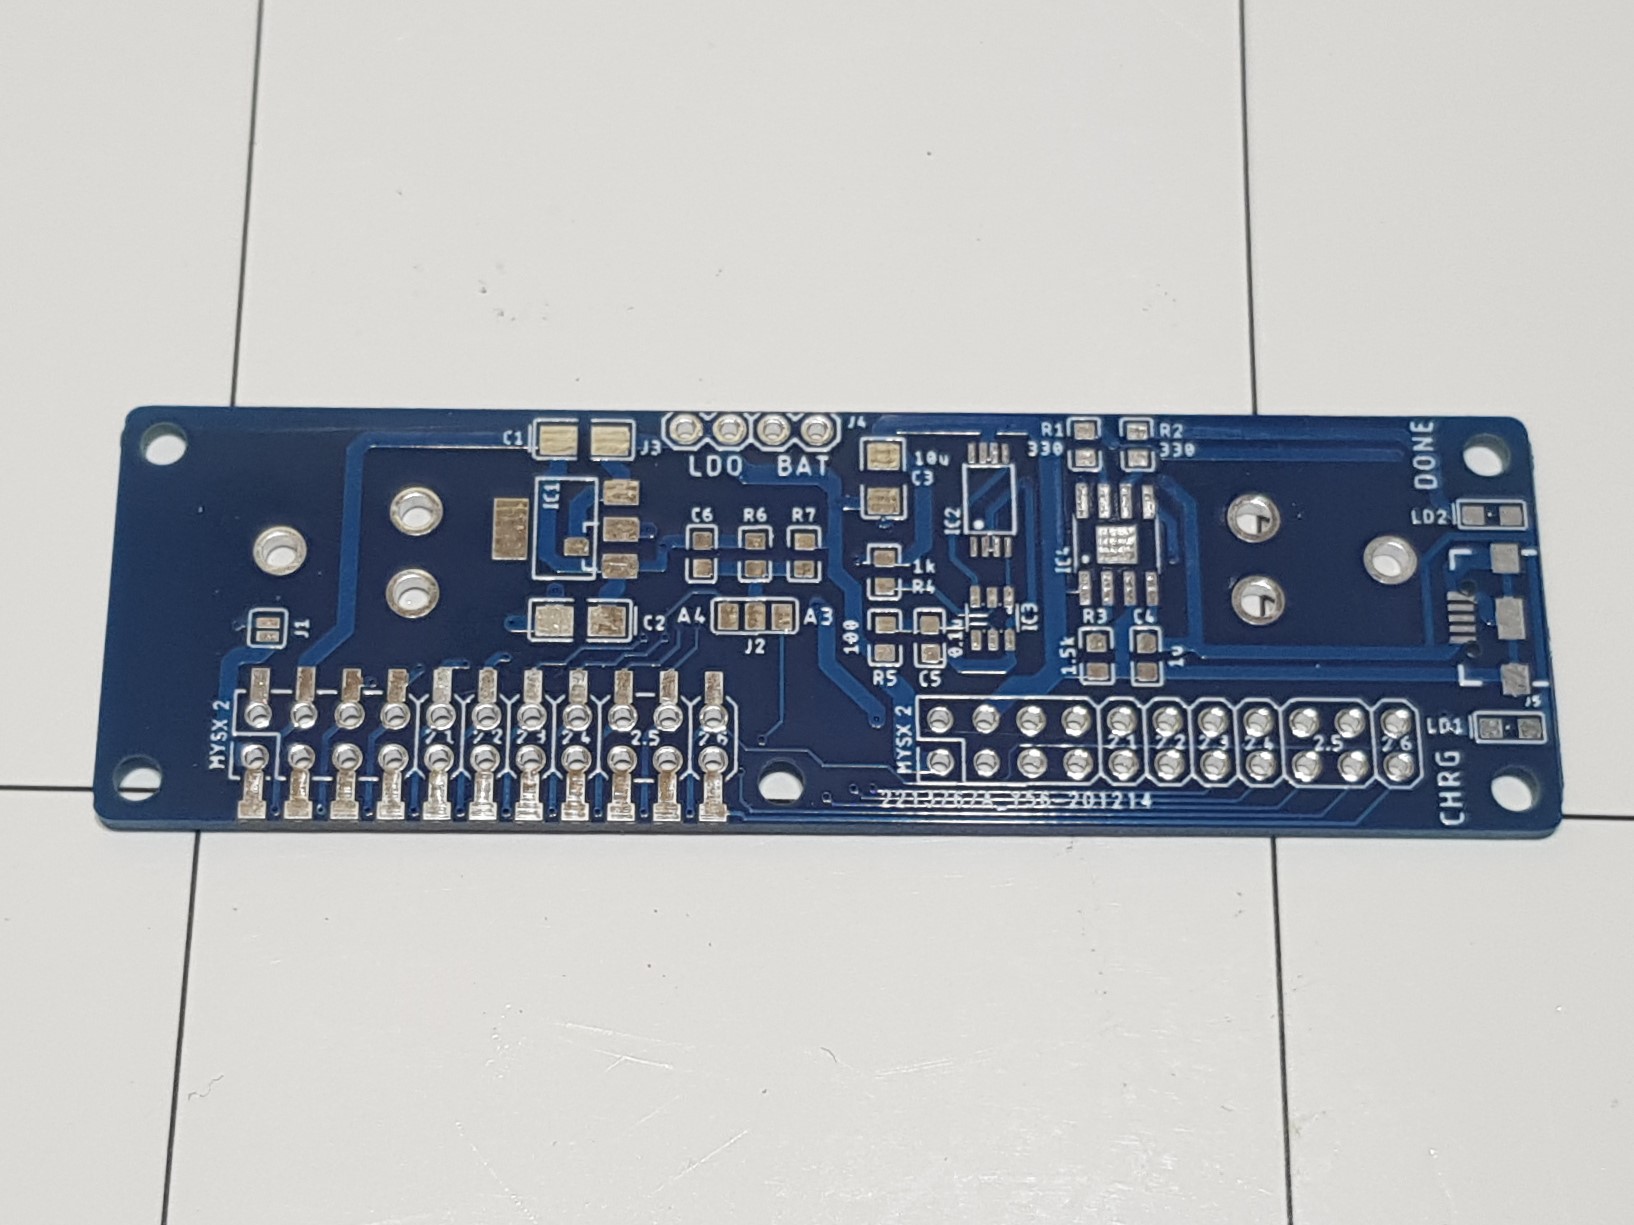 C1
J3
J4
LDO BAT
10u
C3
R1
330
R2
330
DONE
IC1
C6
R6
R7
IC2
IC4
LD2
1k
R4
J1
C2
A4
A3
J2
100
R5
C5
0.1u
IC3
R3
1.5k
C4
1u
J5
MYSX 2
2.1 2.2 2.3 2.4 2.5 2.6
MYSX 2
2.1 2.2 2.3 2.4 2.5 2.6
LD1
CHRG
2213767A_Y56-201214